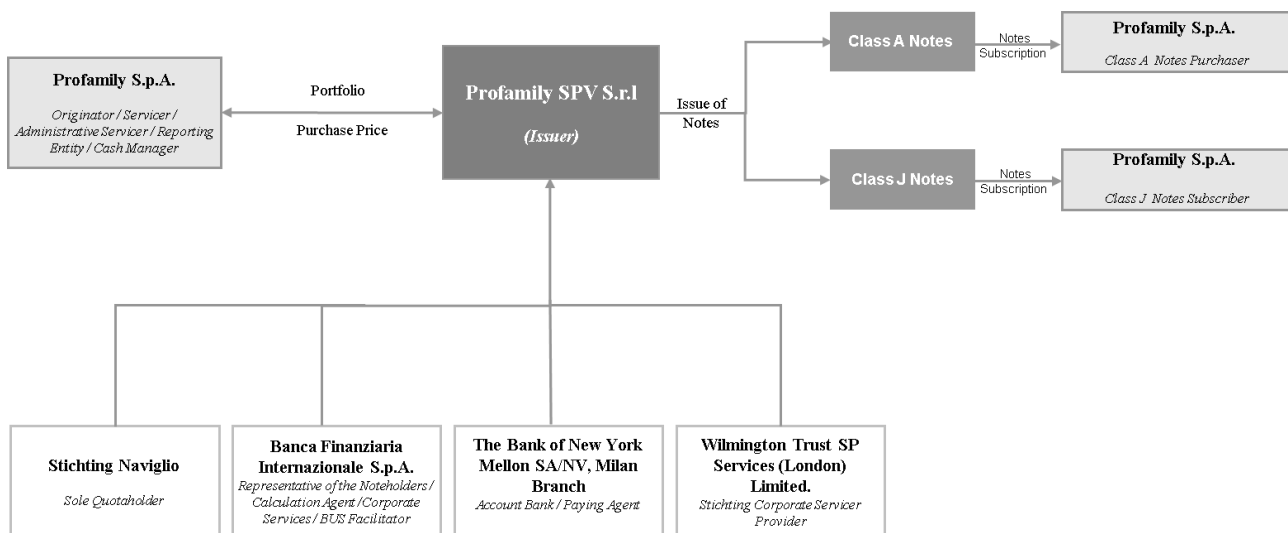 Profamily S.p.A.
Originator / Servicer /
Administrative Servicer / Reporting
Entity / Cash Manager
Portfolio
Purchase Price
Profamily SPV S.r.l
(Issuer)
Issue of
Notes
Class A Notes
Notes
Subscription
Profamily S.p.A.
Class A Notes Purchaser
Class J Notes
Notes
Subscription
Profamily S.p.A.
Class J Notes Subscriber
Stichting Naviglio
Sole Quotaholder
Banca Finanziaria
Internazionale S.p.A.
Representative of the Noteholders /
Calculation Agent /Corporate
Services / BUS Facilitator
The Bank of New York
Mellon SA/NV, Milan
Branch
Account Bank / Paying Agent
Wilmington Trust SP
Services (London)
Limited.
Stichting Corporate Servicer
Provider